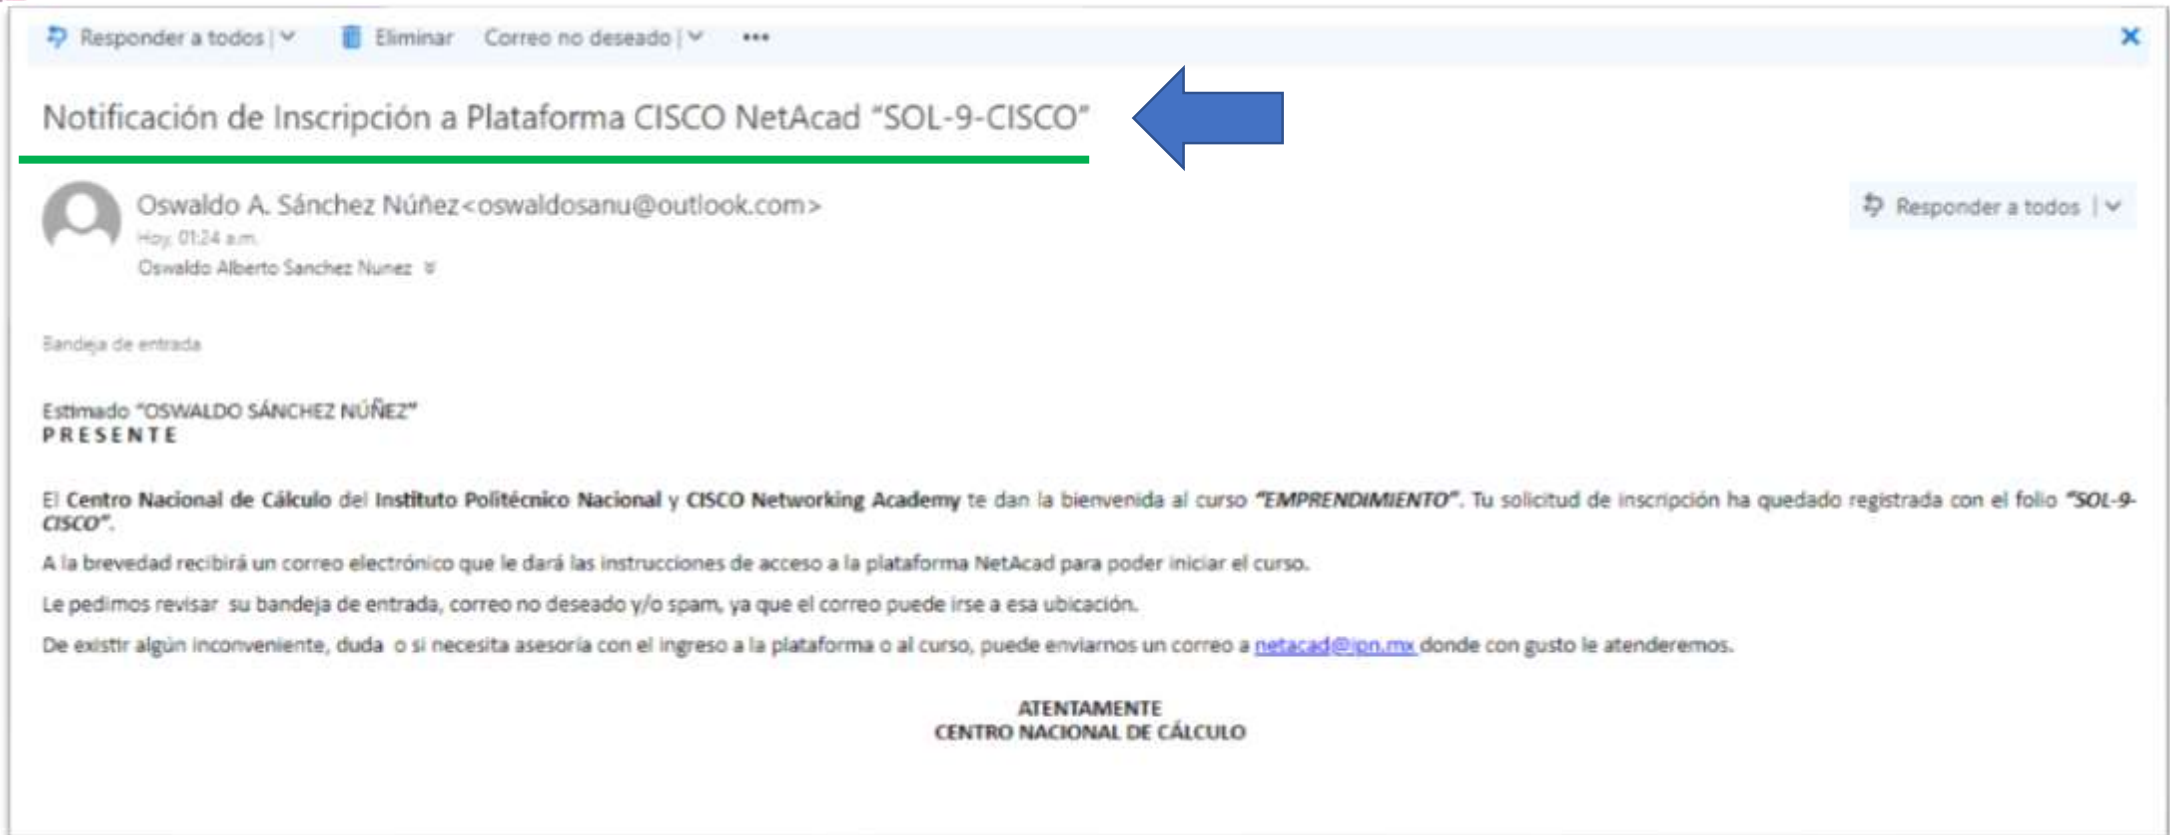 Responder a todos | Eliminar Correo no deseado | •••
Notificación de Inscripción a Plataforma CISCO NetAcad “SOL-9-CISCO”
Oswaldo A. Sánchez Núñez<oswaldosanu@outlook.com>
Responder a todos |
Hoy, 01:24 a.m.
Oswaldo Alberto Sanchez Nunez
Bandeja de entrada
Estimado “OSWALDO SÁNCHEZ NÚÑEZ”
P R E S E N T E
El Centro Nacional de Cálculo del Instituto Politécnico Nacional y CISCO Networking Academy te dan la bienvenida al curso “EMPRENDIMIENTO”. Tu solicitud de inscripción ha quedado registrada con el folio “SOL-9-
CISCO”.
A la brevedad recibirá un correo electrónico que le dará las instrucciones de acceso a la plataforma NetAcad para poder iniciar el curso.
Le pedimos revisar su bandeja de entrada, correo no deseado y/o spam, ya que el correo puede irse a esa ubicación.
De existir algún inconveniente, duda o si necesita asesoría con el ingreso a la plataforma o al curso, puede enviarnos un correo a netacad@ipn.mx donde con gusto le atenderemos.
ATENTAMENTE
CENTRO NACIONAL DE CÁLCULO